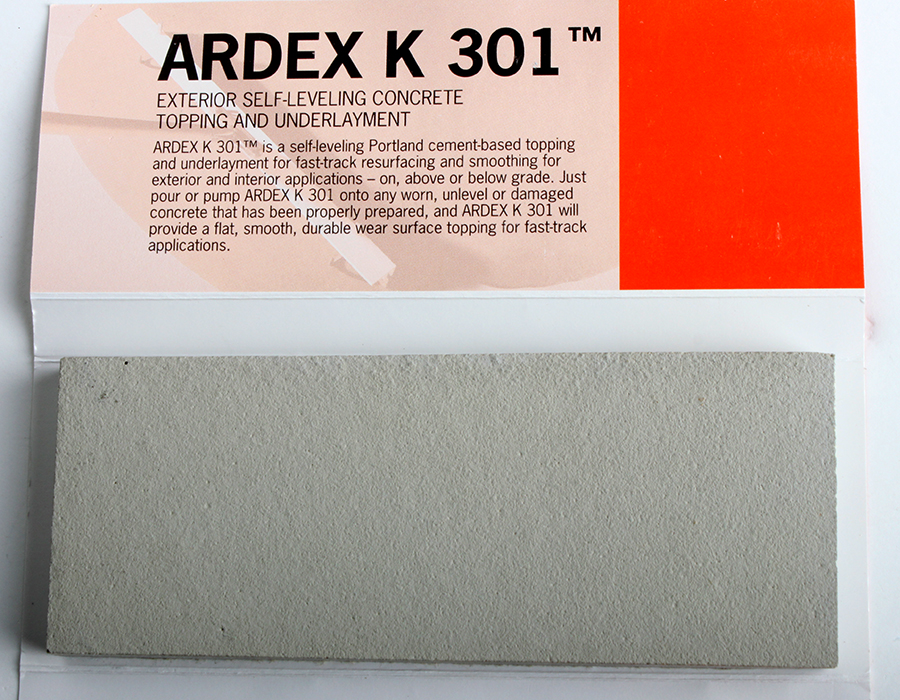 ARDEX K 301™
EXTERIOR SELF-LEVELING CONCRETE
TOPPING AND UNDERLAYMENT
ARDEX K 301™ is a self-leveling Portland cement-based topping
and underlayment for fast-track resurfacing and smoothing for
exterior and interior applications – on, above or below grade. Just
pour or pump ARDEX K 301 onto any worn, unlevel or damaged
concrete that has been properly prepared, and ARDEX K 301 will
provide a flat, smooth, durable wear surface topping for fast-track
applications.